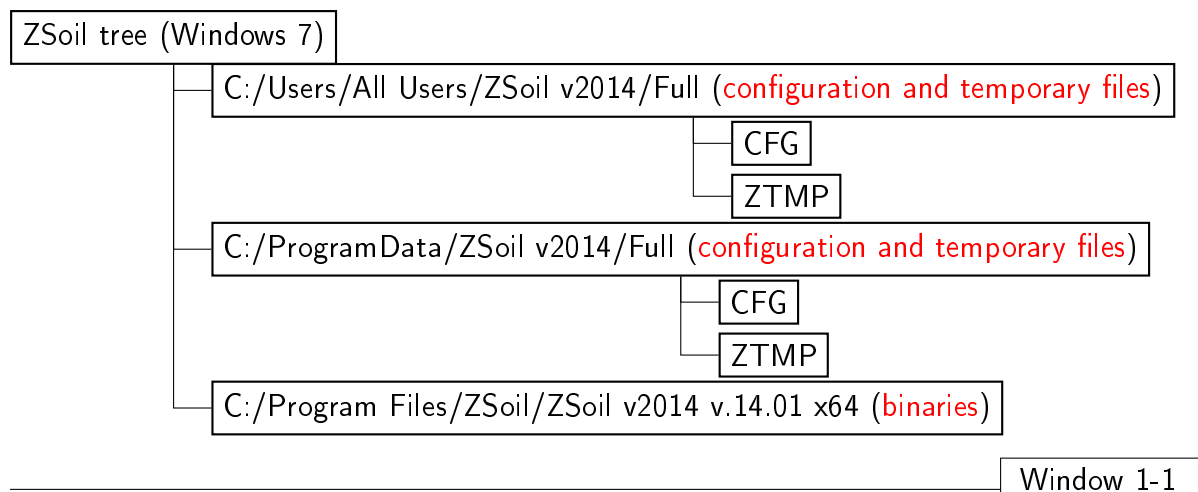 ZSoil tree (Windows 7)
C:/Users/All Users/ZSoil v2014/Full (configuration and temporary files)
CFG
ZTMP
C:/ProgramData/ZSoil v2014/Full (configuration and temporary files)
CFG
ZTMP
C:/Program Files/ZSoil/ZSoil v2014 v.14.01 x64 (binaries)
Window 1-1